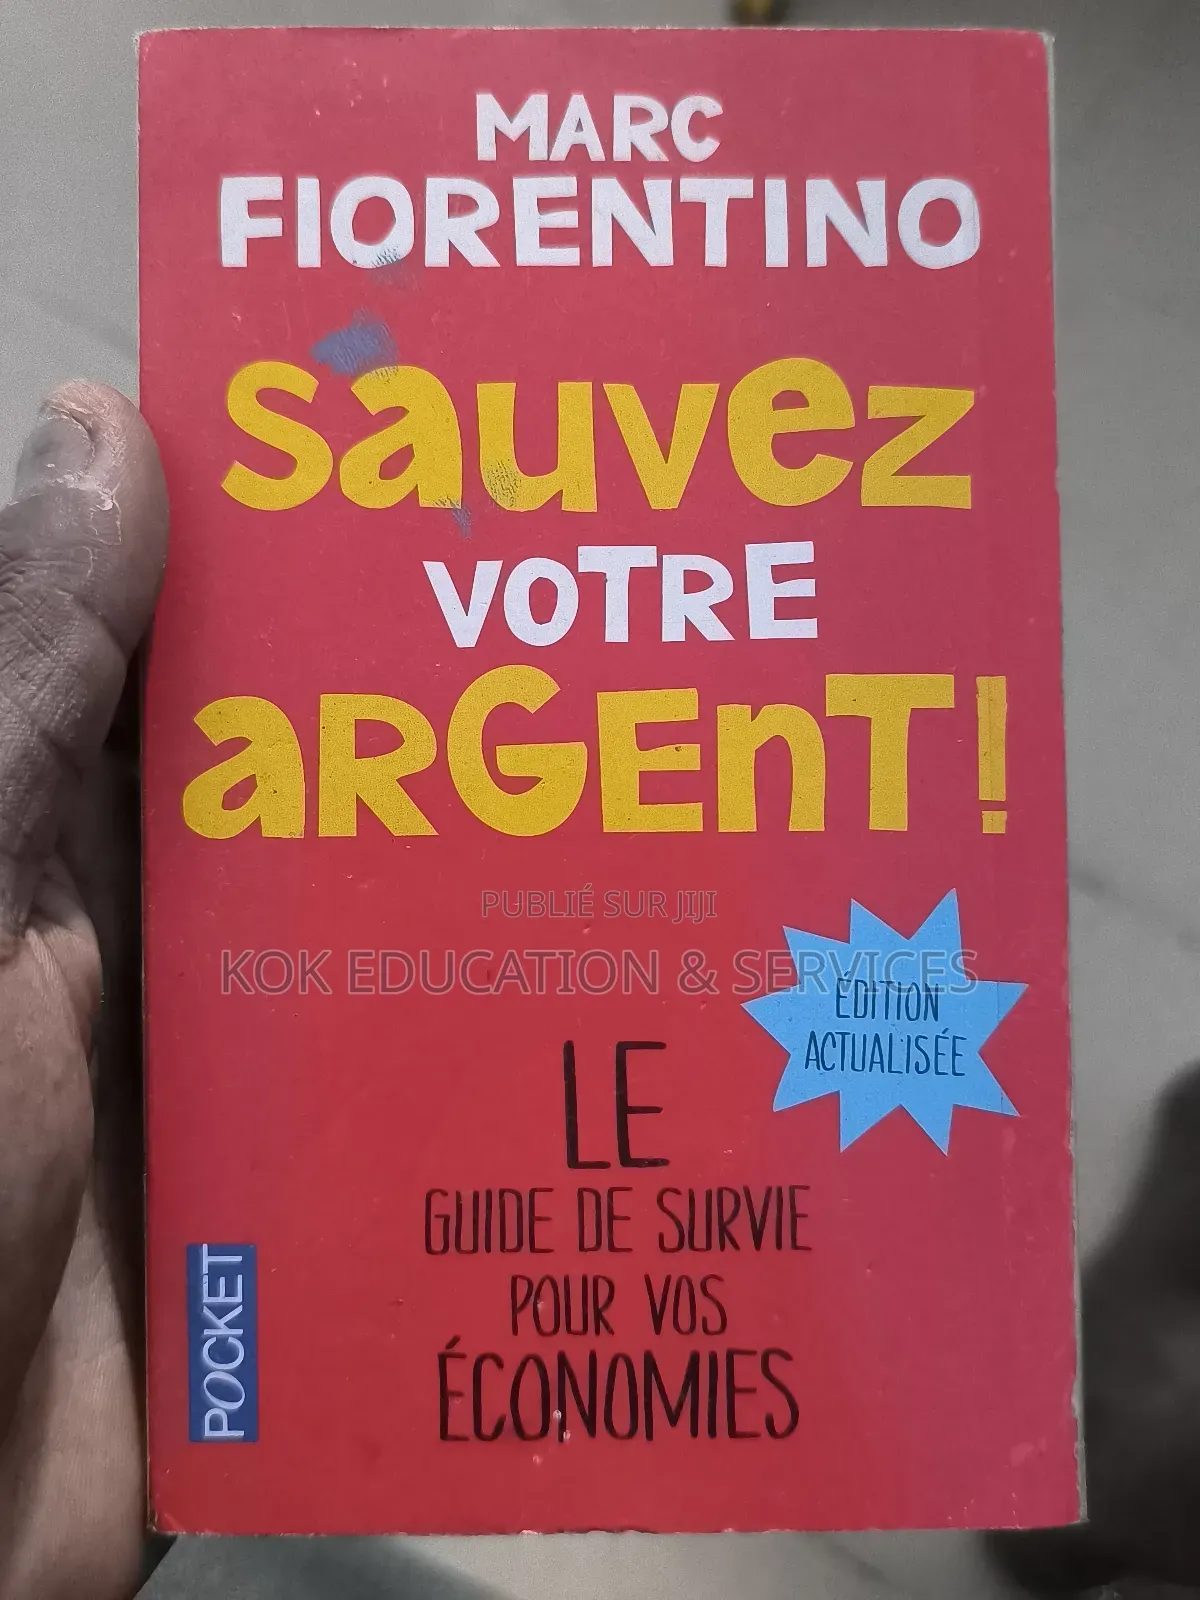 MARC
FIORENTINO
sauvez
VOTRE
aRGEnT!
PUBLIÉ SUR JIJI
KOK EDUCATION & SERVICES
ÉDITION
ACTUALISÉE
LE
GUIDE DE SURVIE
POUR VOS
ÉCONOMIES
POCKET